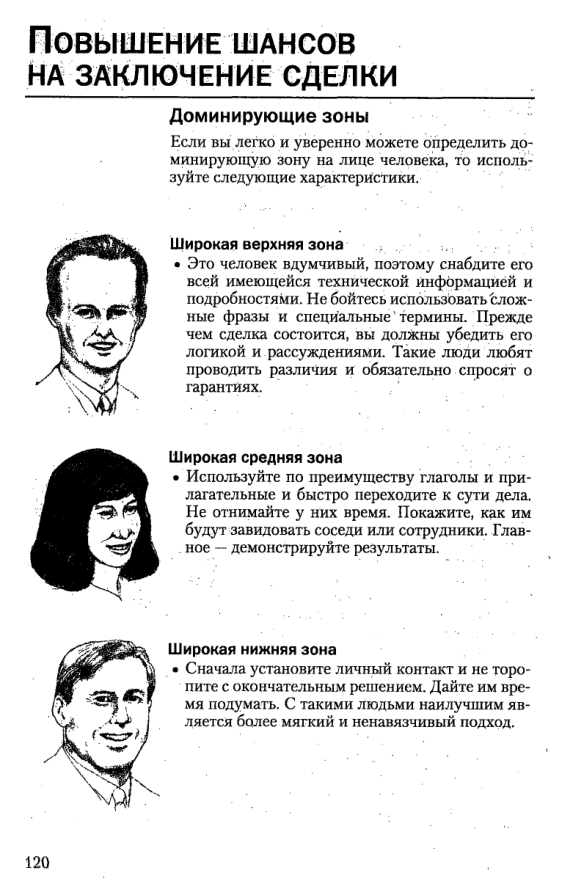 Повышение шансов
на заключение сделки
Доминирующие зоны
Если вы легко и уверенно можете определить до-
минирующую зону на лице человека, то исполь-
зуйте следующие характеристики.
Широкая верхняя зона
• Это человек вдумчивый, поэтому снабдите его
всей имеющейся технической информацией и
подробностями. Не бойтесь использовать слож-
ные фразы и специальные термины. Прежде
чем сделка состоится, вы должны убедить его
логикой и рассуждениями. Такие люди любят
проводить различия и обязательно спросят о
гарантиях.
Широкая средняя зона
• Используйте по преимуществу глаголы и при-
лагательные и быстро переходите к сути дела.
Не отнимайте у них время. Покажите, как им
будут завидовать соседи или сотрудники. Глав-
ное — демонстрируйте результаты.
Широкая нижняя зона
• Сначала установите личный контакт и не торо-
пите с окончательным решением. Дайте им вре-
мя подумать. С такими людьми наилучшим яв-
ляется более мягкий и ненавязчивый подход.
120